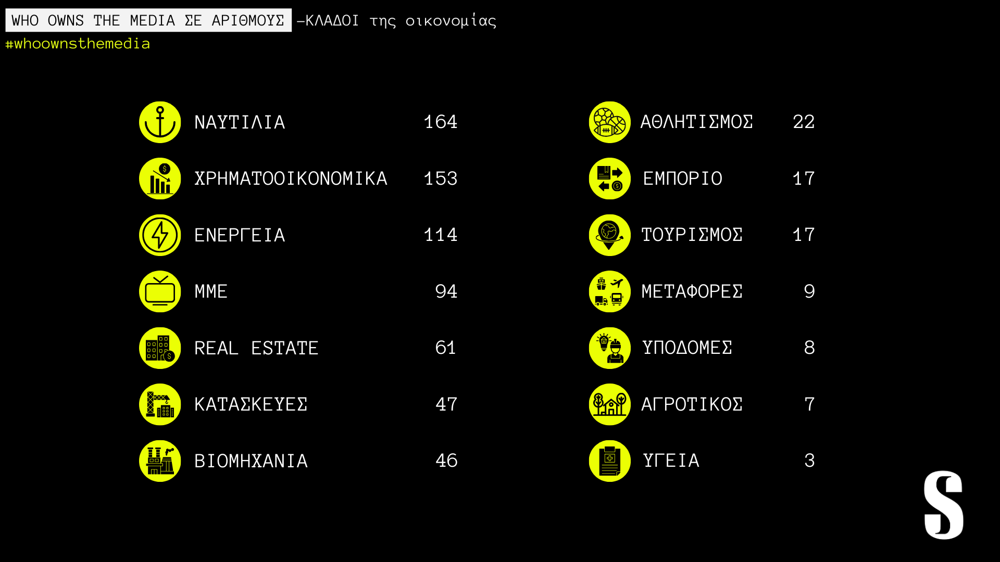 WHO OWNS THE MEDIA ΣΕ ΑΡΙΘΜΟΥΣ –ΚΛΑΔΟΙ της οικονομίας
#whoownsthemedia
ΝΑΥΤΙΛΙΑ 164
ΧΡΗΜΑΤΟΟΙΚΟΝΟΜΙΚΑ 153
ΕΝΕΡΓΕΙΑ 114
ΜΜΕ 94
REAL ESTATE 61
ΚΑΤΑΣΚΕΥΕΣ 47
ΒΙΟΜΗΧΑΝΙΑ 46
ΑΘΛΗΤΙΣΜΟΣ 22
ΕΜΠΟΡΙΟ 17
ΤΟΥΡΙΣΜΟΣ 17
ΜΕΤΑΦΟΡΕΣ 9
ΥΠΟΔΟΜΕΣ 8
ΑΓΡΟΤΙΚΟΣ 7
ΥΓΕΙΑ 3
S